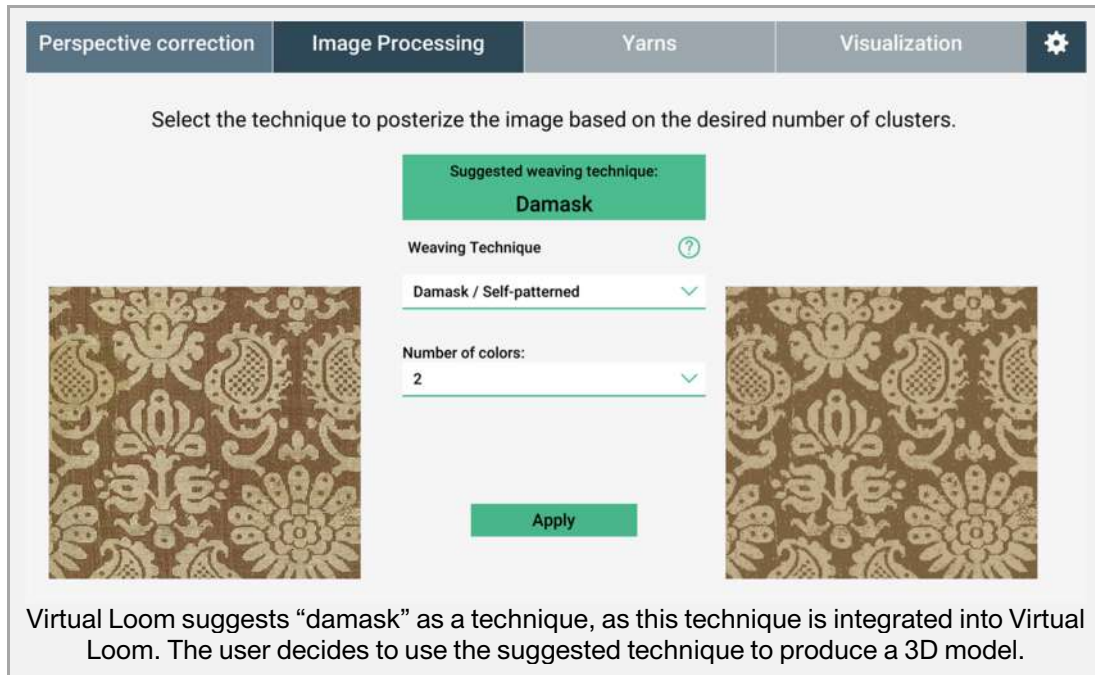 Perspective correction Image Processing Yarns Visualization
Select the technique to posterize the image based on the desired number of clusters.
Suggested weaving technique:
Damask
Weaving Technique ?
Damask / Self-patterned
Number of colors:
2
Apply
Virtual Loom suggests “damask” as a technique, as this technique is integrated into Virtual
Loom. The user decides to use the suggested technique to produce a 3D model.